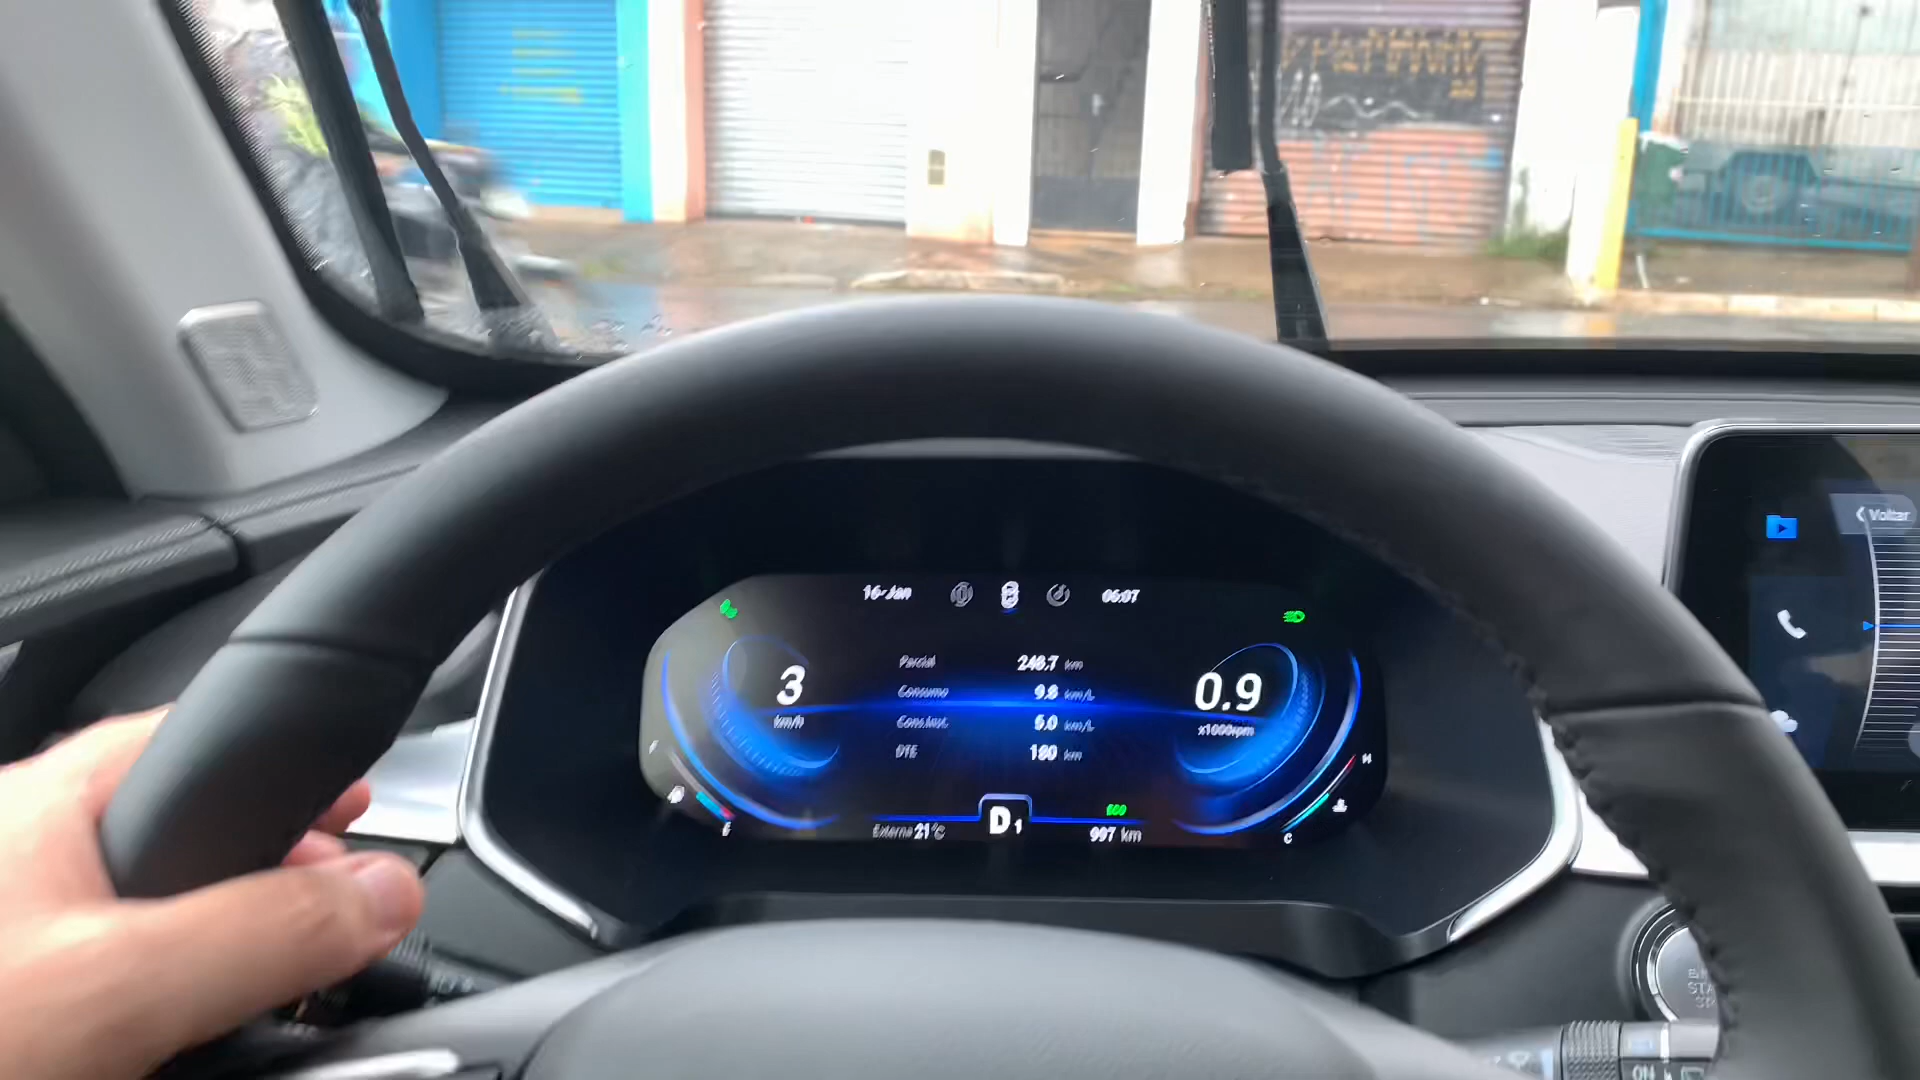 16-Jan
06:07
Parcial 248.7 km
3
km/h
Consumo 9.8 km/L
Cons.Inst. 5.0 km/L
DTE 180 km
0.9
x1000rpm
F
E
H
C
Externa 21°C
D1
ECO
997 km
Voltar
ON